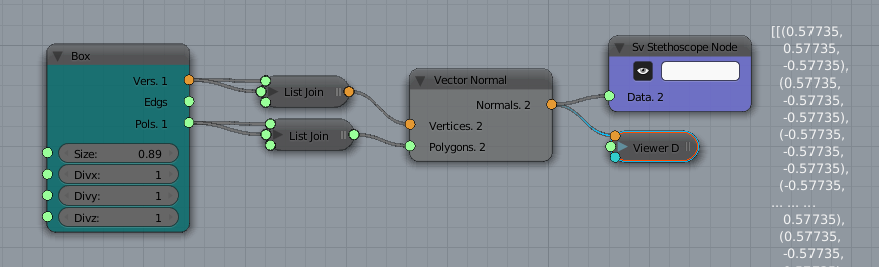 Box
Vers. 1
Edgs
Pols. 1
Size: 0.89
Divx: 1
Divy: 1
Divz: 1
List Join
List Join
Vector Normal
Normals. 2
Vertices. 2
Polygons. 2
Sv Stethoscope Node
Data. 2
Viewer D
[[(0.57735,
0.57735,
-0.57735),
(0.57735,
-0.57735,
-0.57735),
(-0.57735,
-0.57735,
-0.57735),
(-0.57735,
... ... ...
0.57735),
(0.57735,
-0.57735,